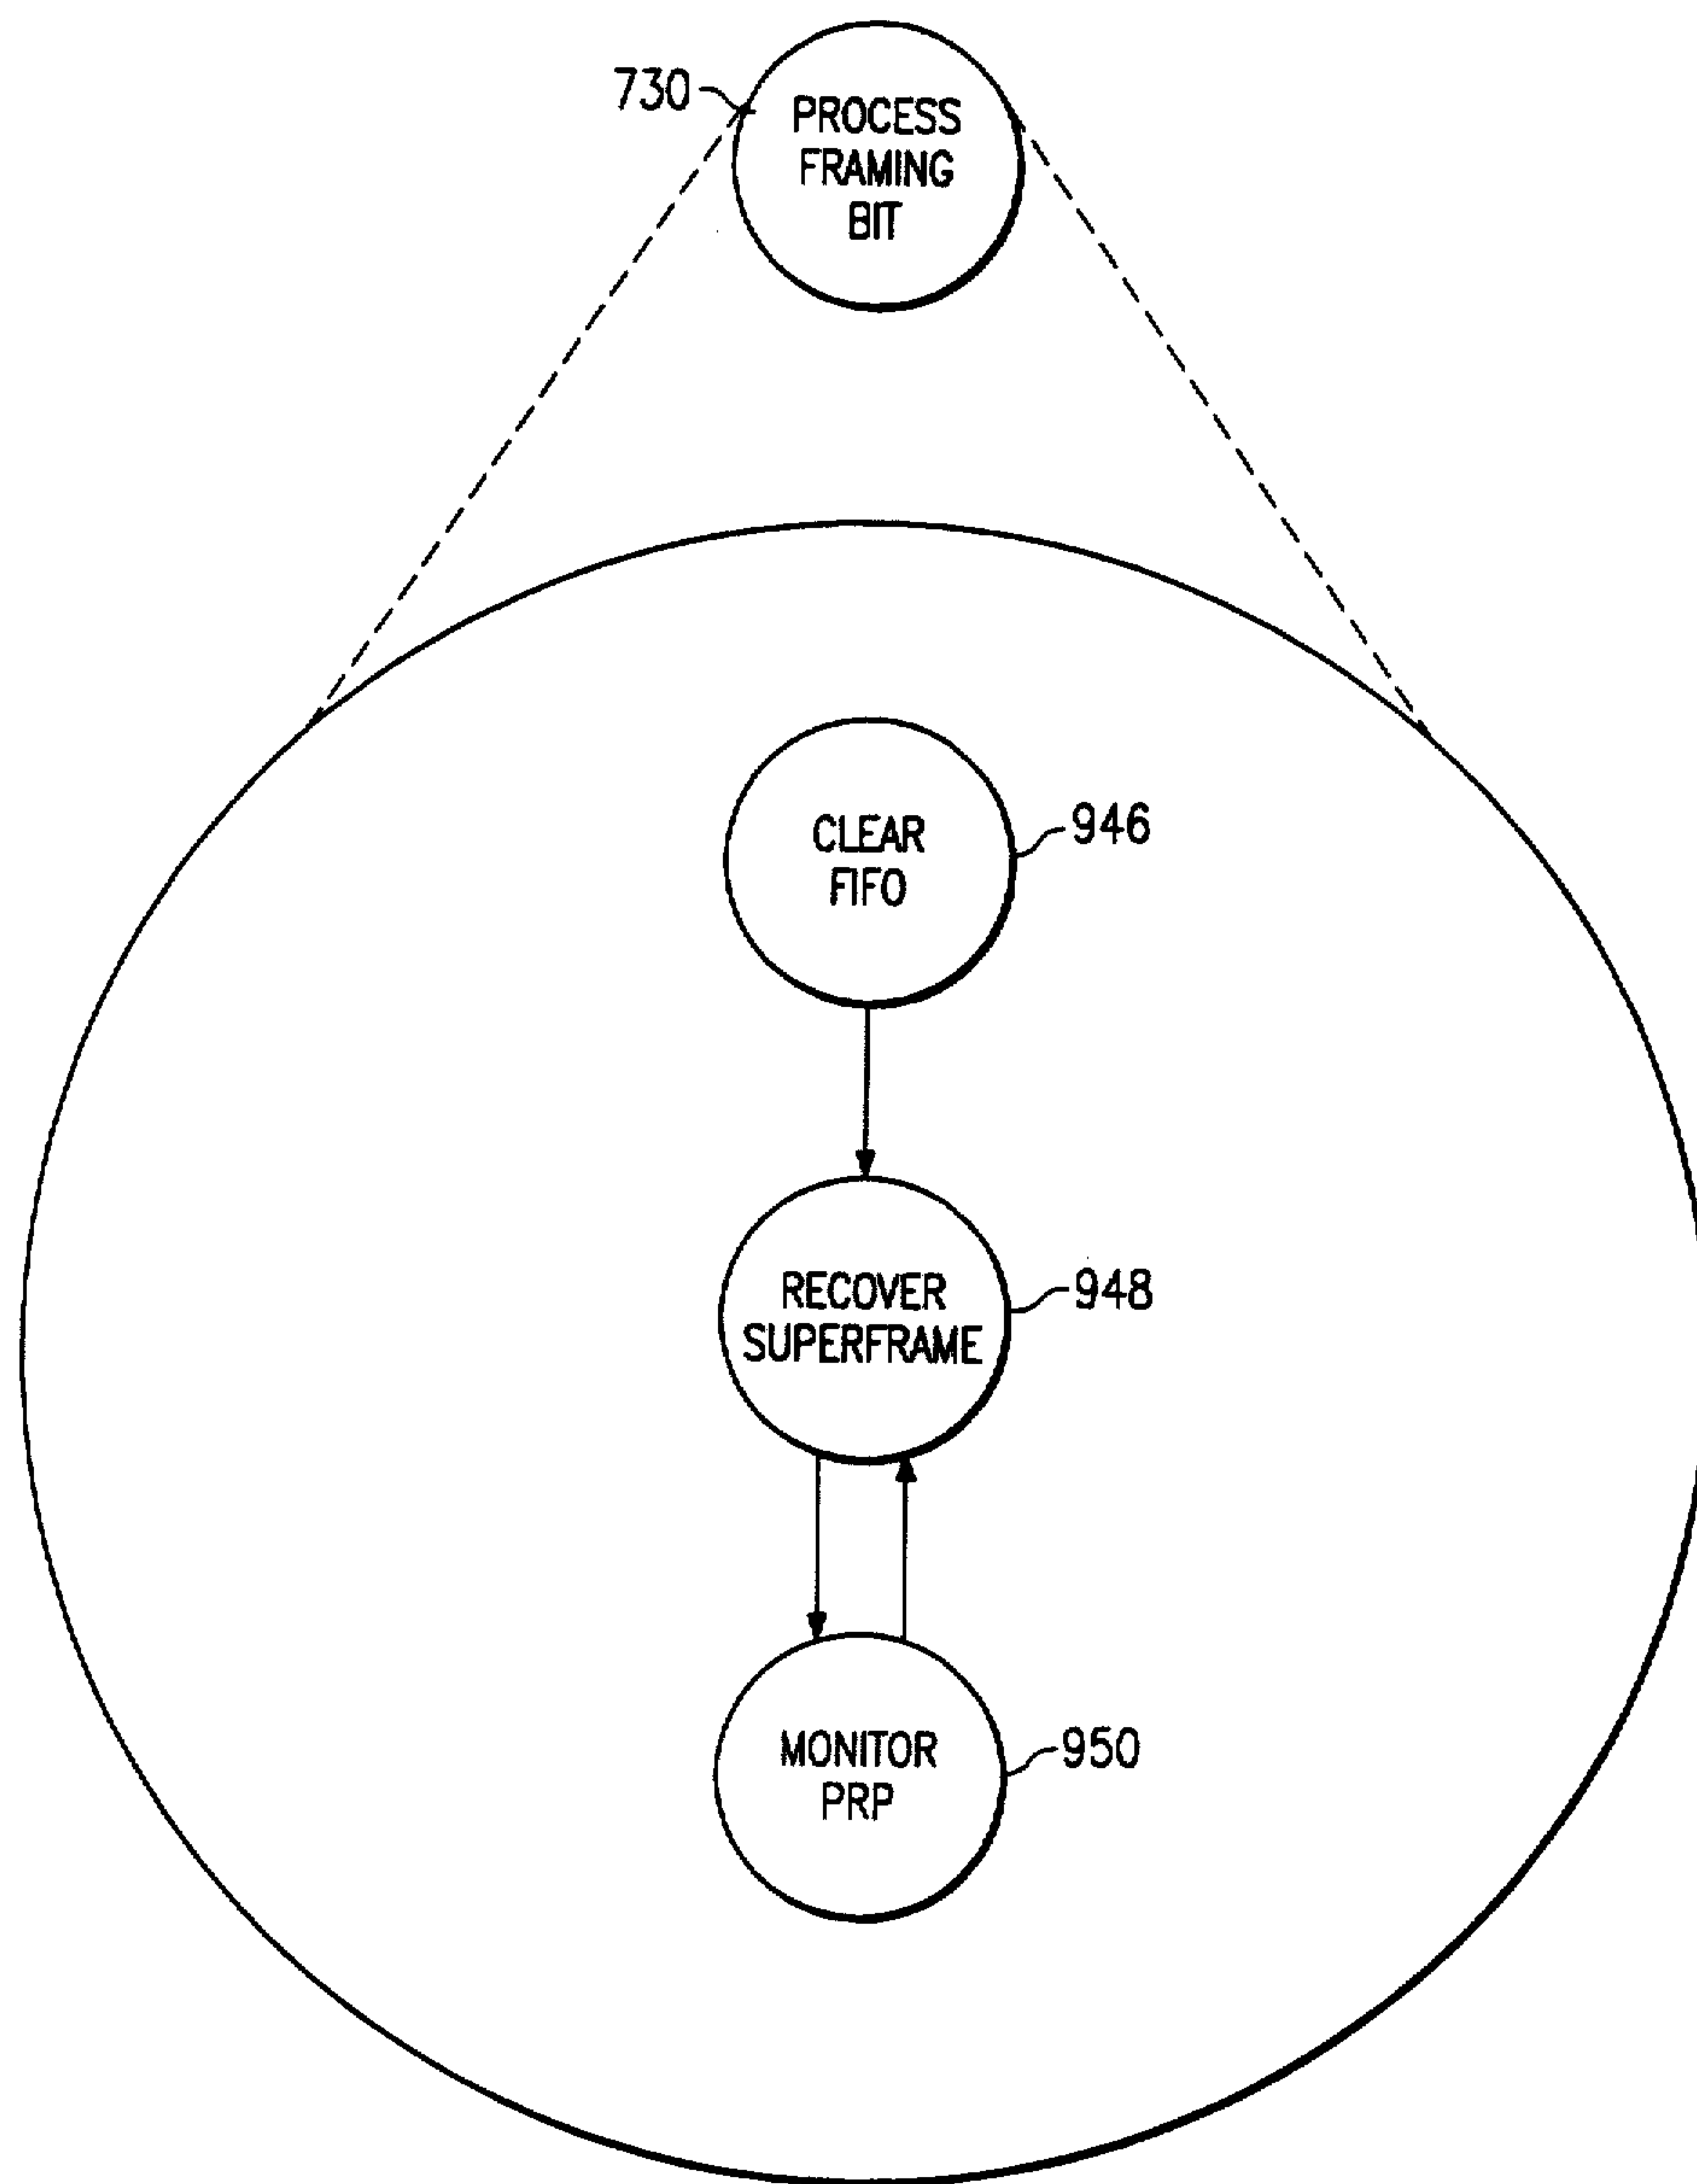 730
PROCESS
FRAMING
BIT
CLEAR
FIFO
946
RECOVER
SUPERFRAME
948
MONITOR
PRP
950